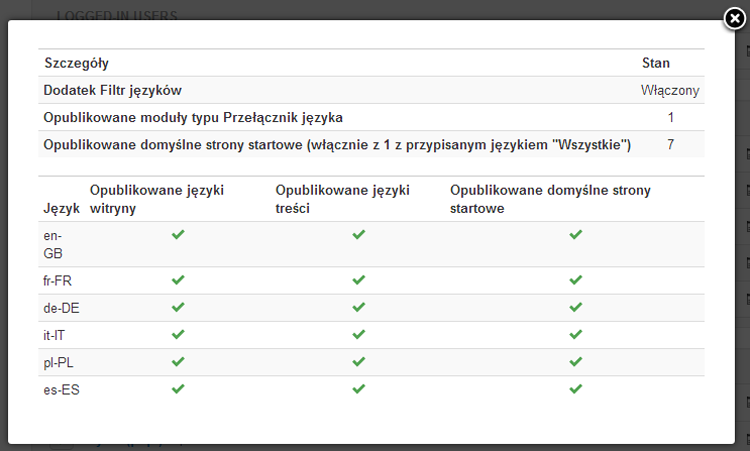 LOGGED-IN USERS
Szczegóły Stan
Dodatek Filtr języków Włączony
Opublikowane moduły typu Przełącznik języka 1
Opublikowane domyślne strony startowe (włącznie z 1 z przypisanym językiem "Wszystkie") 7
Język Opublikowane języki witryny Opublikowane języki treści Opublikowane domyślne strony startowe
en-GB
fr-FR
de-DE
it-IT
pl-PL
es-ES